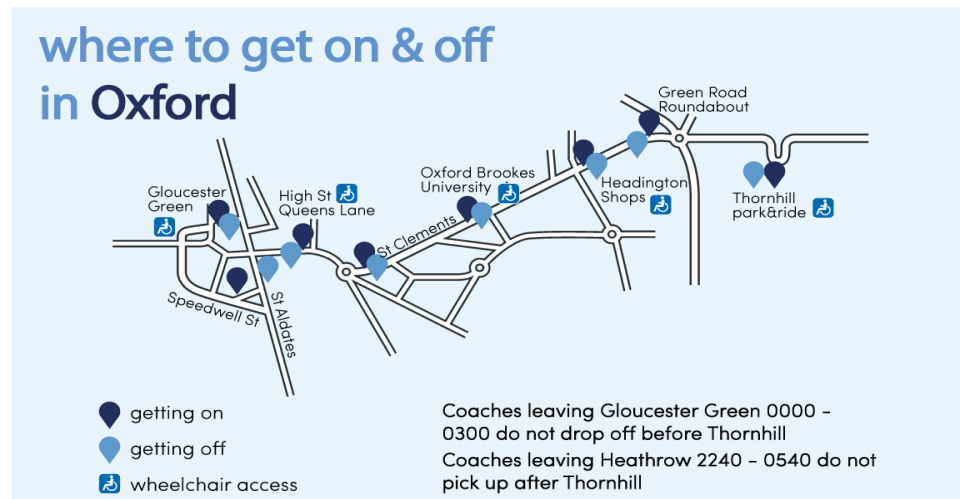 where to get on & off
in Oxford
Green Road
Roundabout
Oxford Brookes
University
Gloucester
Green
High St
Queens Lane
Headington
Shops
Thornhill
park&ride
St Clements
Speedwell St
St Aldates
getting on
getting off
wheelchair access
Coaches leaving Gloucester Green 0000 -
0300 do not drop off before Thornhill
Coaches leaving Heathrow 2240 - 0540 do not
pick up after Thornhill